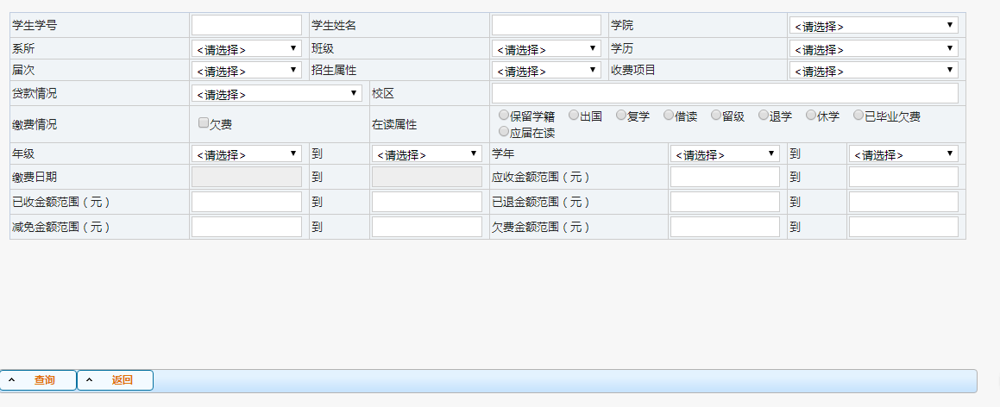 学生学号 学生姓名 学院 <请选择>
系所 <请选择> 班级 <请选择> 学历 <请选择>
届次 <请选择> 招生属性 <请选择> 收费项目 <请选择>
贷款情况 <请选择> 校区
缴费情况 欠费 在读属性 保留学籍 出国 复学 借读 留级 退学 休学 已毕业欠费
应届在读
年级 <请选择> 到 <请选择> 学年 <请选择> 到 <请选择>
缴费日期 到 应收金额范围（元） 到
已收金额范围（元） 到 已退金额范围（元） 到
减免金额范围（元） 到 欠费金额范围（元） 到
查询 返回